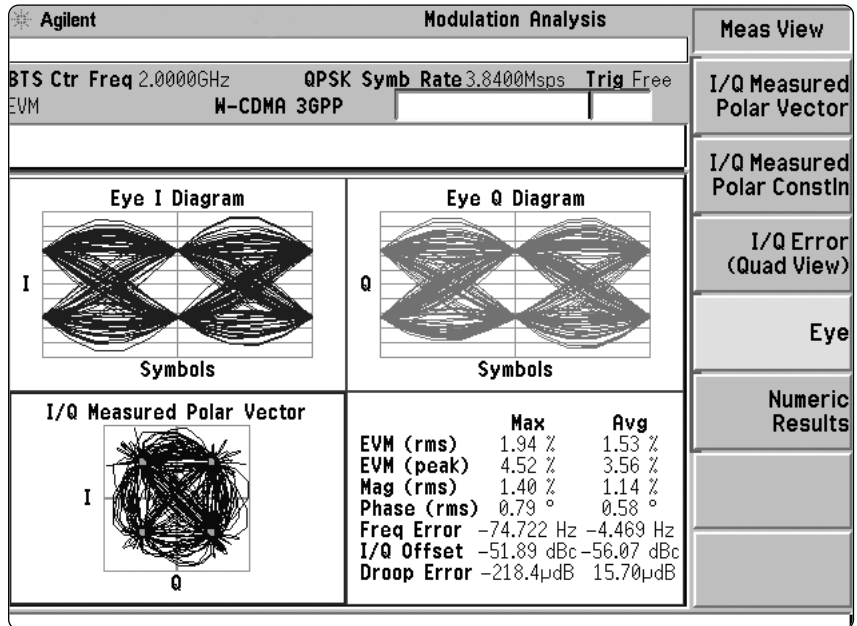 Agilent
Modulation Analysis
Meas View
BTS Ctr Freq 2.0000GHz QPSK Symb Rate 3.8400Msps Trig Free
EVM W-CDMA 3GPP
I/Q Measured
Polar Vector
I/Q Measured
Polar Constln
I/Q Error
(Quad View)
Eye
Numeric
Results
Eye I Diagram
I
Symbols
Eye Q Diagram
Q
Symbols
I/Q Measured Polar Vector
I
Q
Max Avg
EVM (rms) 1.94 % 1.53 %
EVM (peak) 4.52 % 3.56 %
Mag (rms) 1.40 % 1.14 %
Phase (rms) 0.79 ° 0.58 °
Freq Error -74.722 Hz -4.469 Hz
I/Q Offset -51.89 dBc -56.07 dBc
Droop Error -218.4µdB 15.70µdB